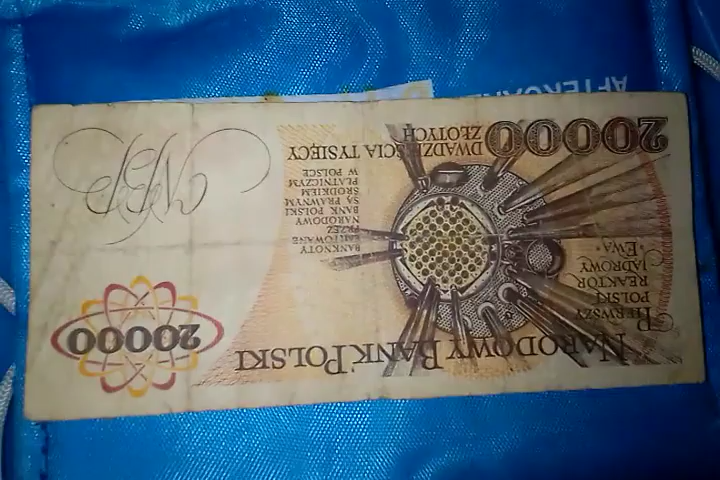 AFTERCARE
NARODOWY BANK POLSKI
20000
PIERWSZY
POLSKI
REAKTOR
JĄDROWY
"EWA"
BANKNOTY
EMITOWANE
PRZEZ
NARODOWY
BANK POLSKI
SĄ PRAWNYM
ŚRODKIEM
PŁATNICZYM
W POLSCE
NBP
20000
DWADZIEŚCIA TYSIĘCY
ZŁOTYCH